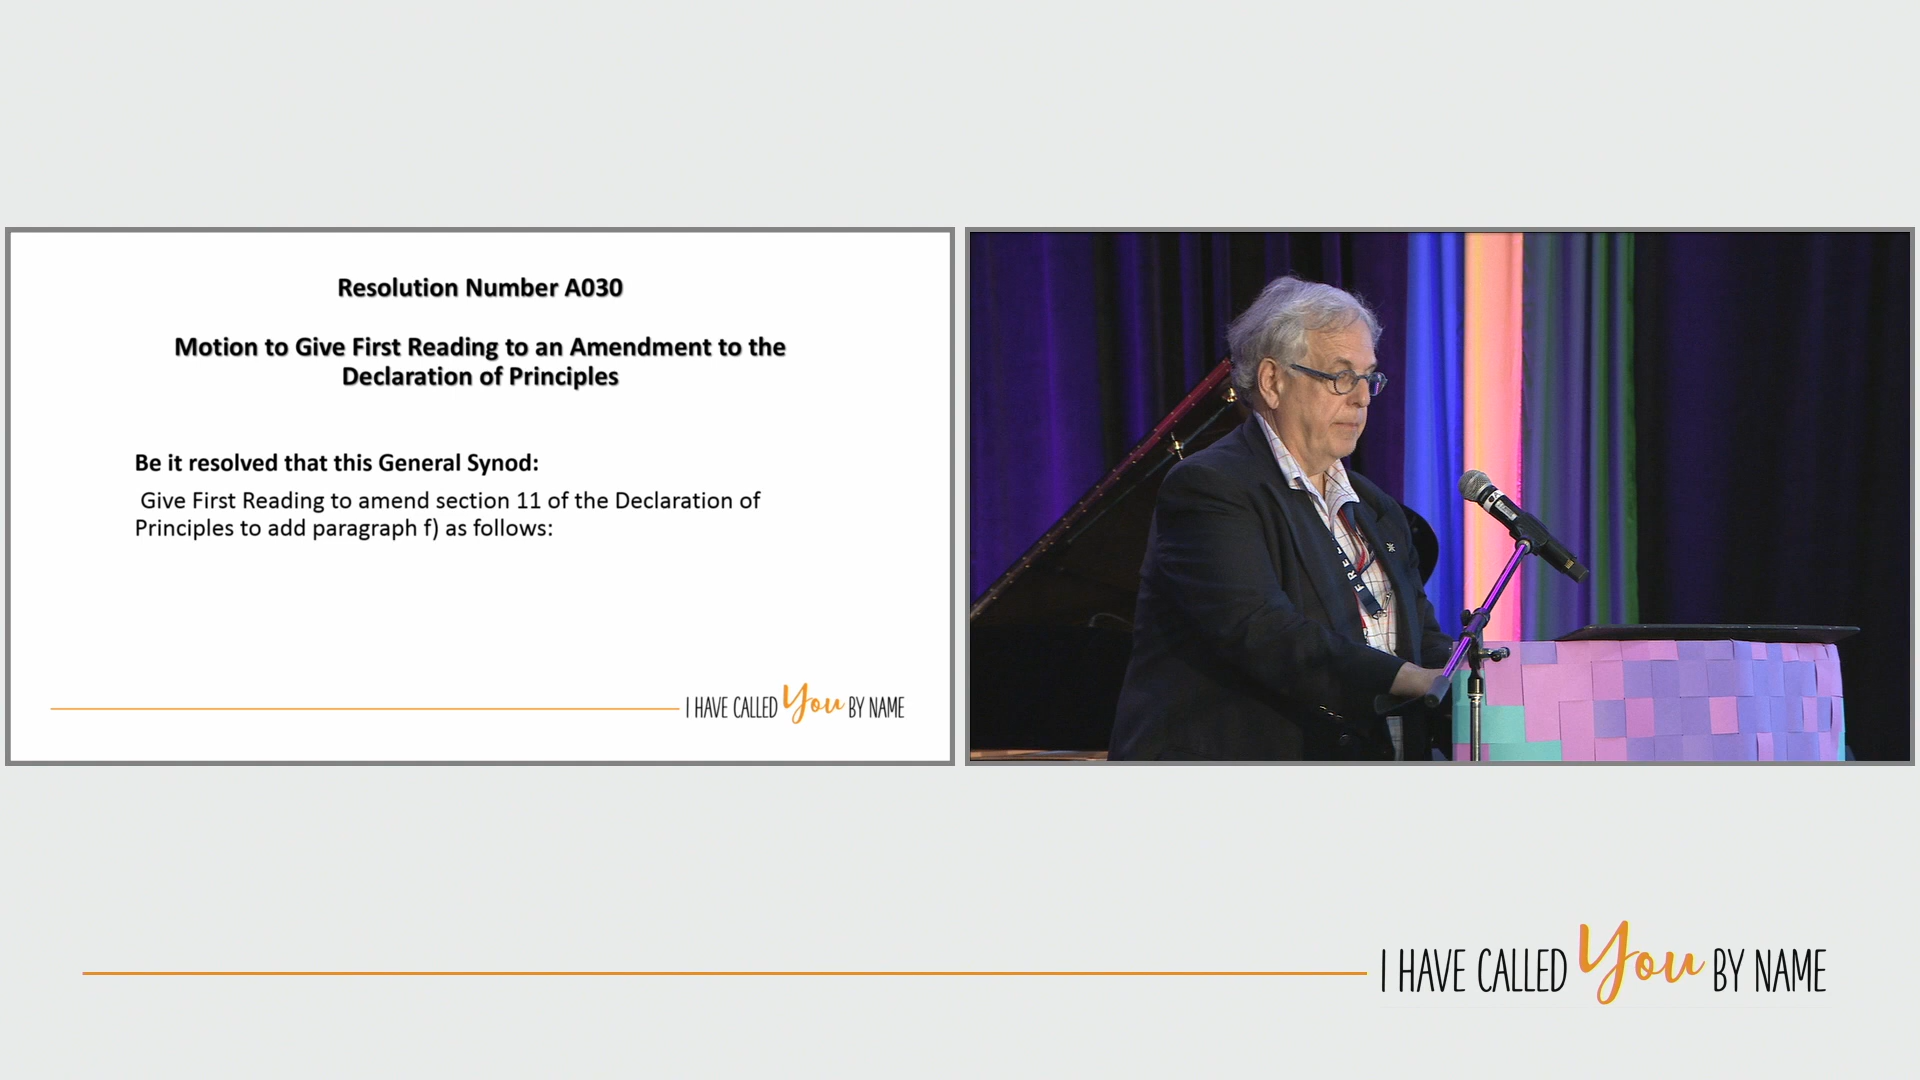 Resolution Number A030
Motion to Give First Reading to an Amendment to the
Declaration of Principles
Be it resolved that this General Synod:
Give First Reading to amend section 11 of the Declaration of
Principles to add paragraph f) as follows:
I HAVE CALLED You BY NAME
FREE
I HAVE CALLED You BY NAME